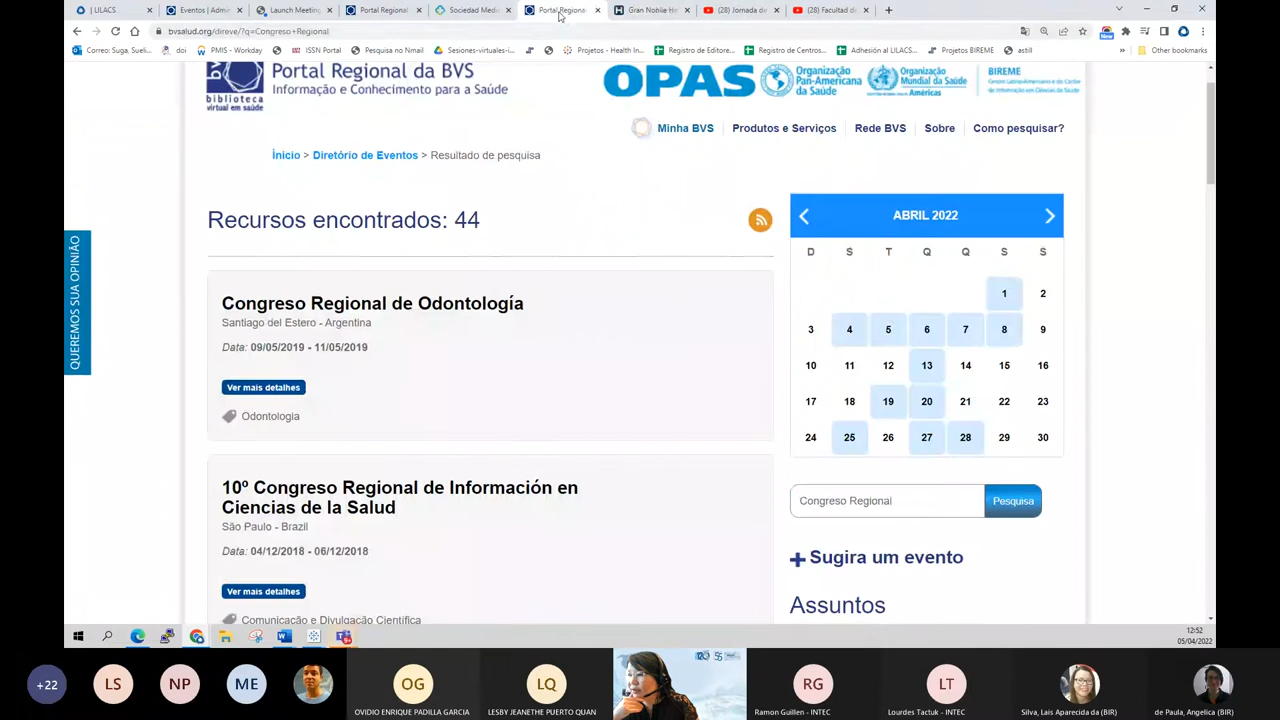 | LILACS
Eventos | Admin
Launch Meeting
Portal Regional
Sociedad Medi
Portal Regional
Gran Noblie He
(28) Jornada de
(28) Facultad de
bvsalud.org/direve/?q=Congreso+Regional
Correo: Suga, Sueli...
doi
PMIS - Workday
ISSN Portal
Pesquisa no Nmail
Sesiones-virtuales-i...
Projetos - Health In...
Registro de Editore...
Registro de Centros...
Adhesión al LILACS...
Projetos BIREME
astill
Other bookmarks
biblioteca
virtual em saúde
Portal Regional da BVS
Informação e Conhecimento para a Saúde
OPAS
Organização
Pan-Americana
da Saúde
Organização
Mundial da Saúde
Américas
BIREME
Minha BVS
Produtos e Serviços
Rede BVS
Sobre
Como pesquisar?
Ínicio > Diretório de Eventos > Resultado de pesquisa
QUEREMOS SUA OPINIÃO
Recursos encontrados: 44
Congreso Regional de Odontología
Santiago del Estero - Argentina
Data: 09/05/2019 - 11/05/2019
Ver mais detalhes
Odontologia
10º Congreso Regional de Información en
Ciencias de la Salud
São Paulo - Brazil
Data: 04/12/2018 - 06/12/2018
Ver mais detalhes
Comunicação e Divulgação Científica
ABRIL 2022
D S T Q Q S S
1 2
3 4 5 6 7 8 9
10 11 12 13 14 15 16
17 18 19 20 21 22 23
24 25 26 27 28 29 30
Congreso Regional
Pesquisa
+ Sugira um evento
Assuntos
12:52
05/04/2022
+22
LS
NP
ME
OG
OVIDIO ENRIQUE PADILLA GARCIA
LQ
LESBY JEANETHE PUERTO QUAN
RG
Ramon Guillen - INTEC
LT
Lourdes Tactuk - INTEC
Silva, Lais Aparecida da (BIR)
de Paula, Angelica (BIR)